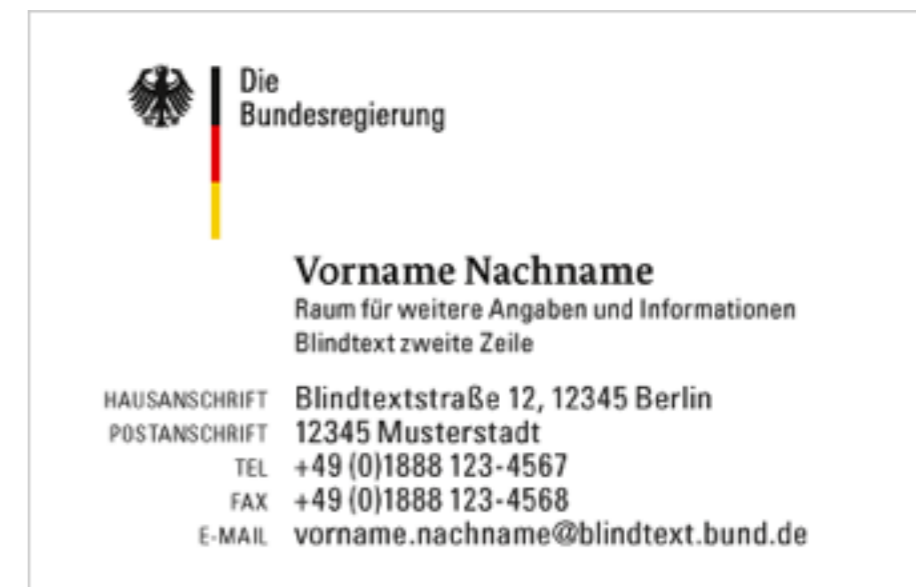 Die
Bundesregierung
Vorname Nachname
Raum für weitere Angaben und Informationen
Blindtext zweite Zeile
HAUSANSCHRIFT Blindtextstraße 12, 12345 Berlin
POSTANSCHRIFT 12345 Musterstadt
TEL +49 (0)1888 123-4567
FAX +49 (0)1888 123-4568
E-MAIL vorname.nachname@blindtext.bund.de